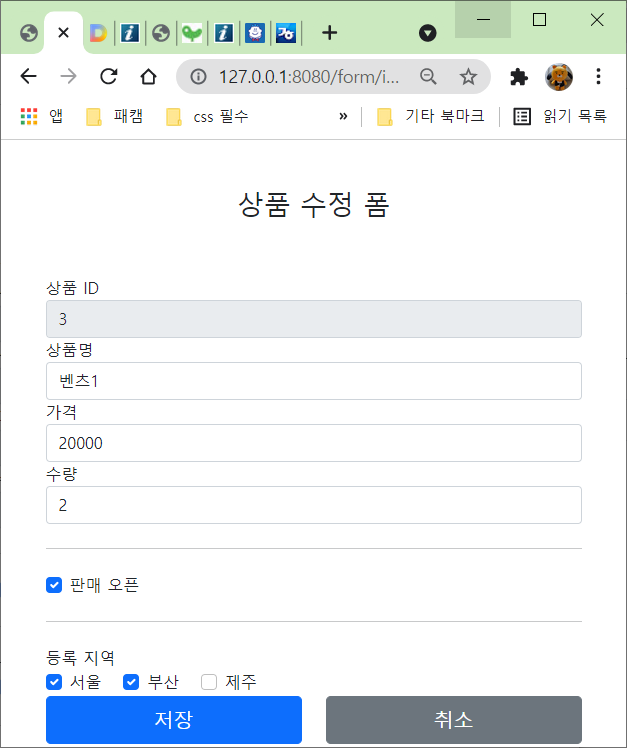 127.0.0.1:8080/form/i...
앱 패캠 css 필수 » 기타 북마크 읽기 목록
상품 수정 폼
상품 ID
3
상품명
벤츠1
가격
20000
수량
2
판매 오픈
등록 지역
서울 부산 제주
저장 취소